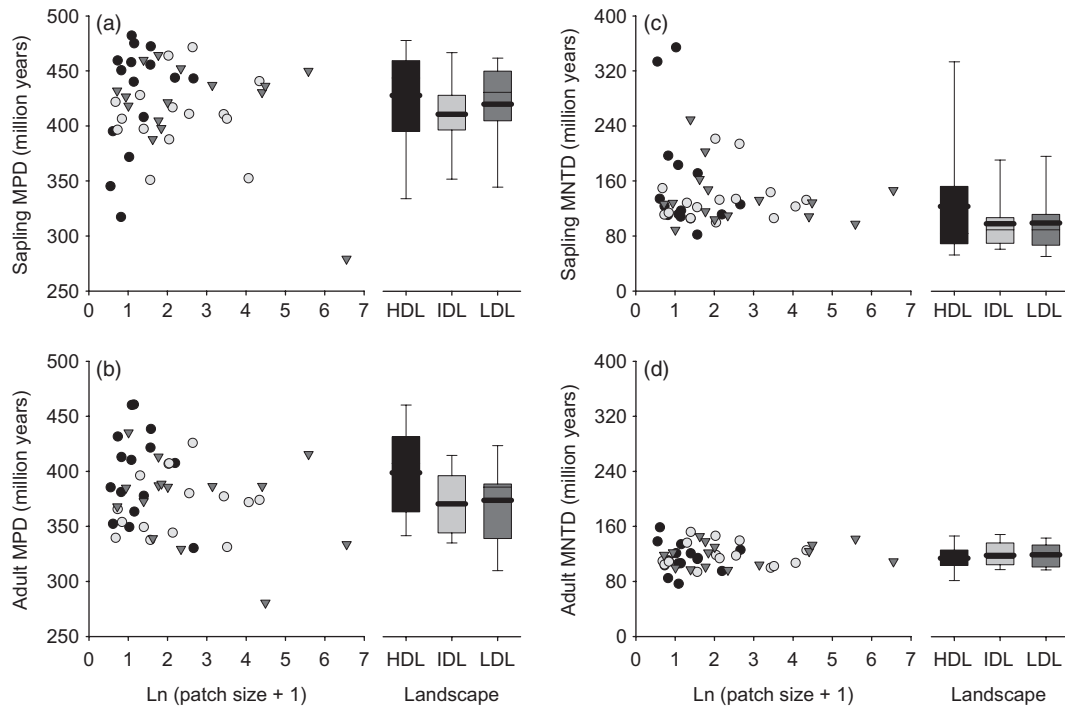 (a)
Sapling MPD (million years)
500
450
400
350
300
250
0 1 2 3 4 5 6 7
HDL IDL LDL
(c)
Sapling MNTD (million years)
400
320
240
160
80
0
0 1 2 3 4 5 6 7
HDL IDL LDL
(b)
Adult MPD (million years)
500
450
400
350
300
250
0 1 2 3 4 5 6 7
HDL IDL LDL
Ln (patch size + 1)
Landscape
(d)
Adult MNTD (million years)
400
320
240
160
80
0
0 1 2 3 4 5 6 7
HDL IDL LDL
Ln (patch size + 1)
Landscape